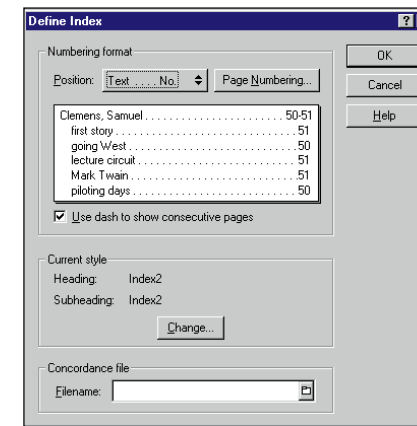 Define Index
?
Numbering format
Position: Text . . . . . No. Page Numbering...
Clemens, Samuel . . . . . . . . . . . . . . . . . . . . . . . . 50-51
first story . . . . . . . . . . . . . . . . . . . . . . . . . . . . . . . . 51
going West . . . . . . . . . . . . . . . . . . . . . . . . . . . . . . 50
lecture circuit . . . . . . . . . . . . . . . . . . . . . . . . . . . . 51
Mark Twain . . . . . . . . . . . . . . . . . . . . . . . . . . . . . 51
piloting days . . . . . . . . . . . . . . . . . . . . . . . . . . . . 50
Use dash to show consecutive pages
Current style
Heading: Index2
Subheading: Index2
Change...
Concordance file
Filename:
OK
Cancel
Help